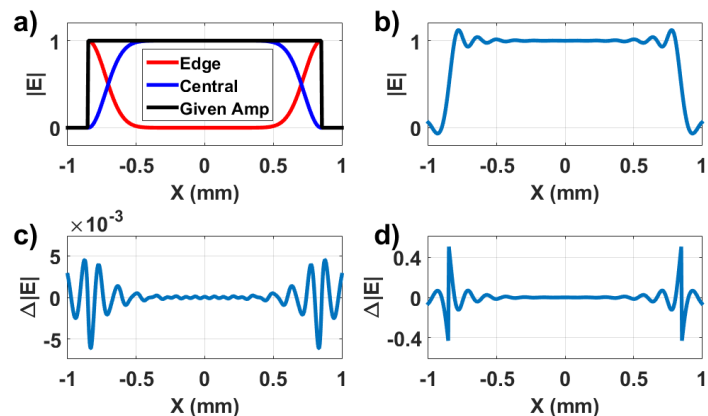 a)
|E|
1
0
Edge
Central
Given Amp
-1 -0.5 0 0.5 1
X (mm)
b)
|E|
1
0
-1 -0.5 0 0.5 1
X (mm)
c)
×10⁻³
Δ|E|
5
0
-5
-1 -0.5 0 0.5 1
X (mm)
d)
Δ|E|
0.4
0
-0.4
-1 -0.5 0 0.5 1
X (mm)